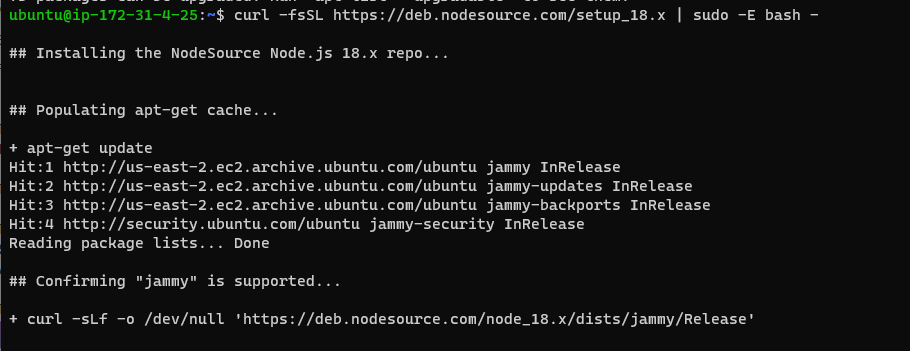 ubuntu@ip-172-31-4-25:~$ curl -fsSL https://deb.nodesource.com/setup_18.x | sudo -E bash -
## Installing the NodeSource Node.js 18.x repo...
## Populating apt-get cache...
+ apt-get update
Hit:1 http://us-east-2.ec2.archive.ubuntu.com/ubuntu jammy InRelease
Hit:2 http://us-east-2.ec2.archive.ubuntu.com/ubuntu jammy-updates InRelease
Hit:3 http://us-east-2.ec2.archive.ubuntu.com/ubuntu jammy-backports InRelease
Hit:4 http://security.ubuntu.com/ubuntu jammy-security InRelease
Reading package lists... Done
## Confirming "jammy" is supported...
+ curl -sLf -o /dev/null 'https://deb.nodesource.com/node_18.x/dists/jammy/Release'